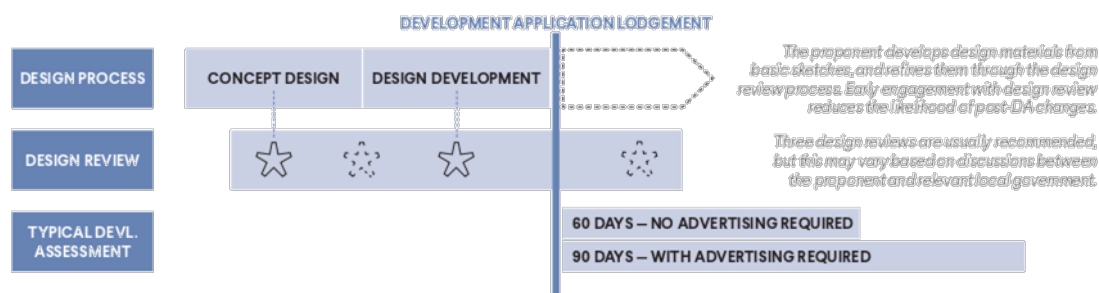 DEVELOPMENT APPLICATION LODGEMENT
DESIGN PROCESS
CONCEPT DESIGN
DESIGN DEVELOPMENT
The proponent develops design materials from
basic sketches, and refines them through the design
review process. Early engagement with design review
reduces the likelihood of post-DA changes.
DESIGN REVIEW
Three design reviews are usually recommended,
but this may vary based on discussions between
the proponent and relevant local government.
TYPICAL DEVL.
ASSESSMENT
60 DAYS – NO ADVERTISING REQUIRED
90 DAYS – WITH ADVERTISING REQUIRED